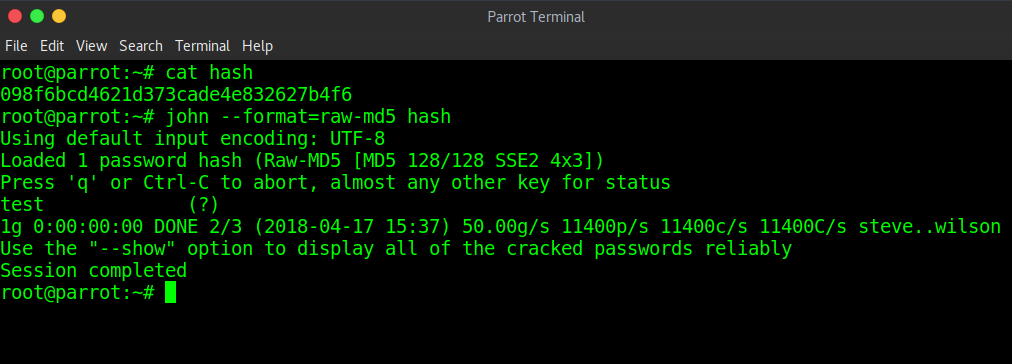 Parrot Terminal
File Edit View Search Terminal Help
root@parrot:~# cat hash
098f6bcd4621d373cade4e832627b4f6
root@parrot:~# john --format=raw-md5 hash
Using default input encoding: UTF-8
Loaded 1 password hash (Raw-MD5 [MD5 128/128 SSE2 4x3])
Press 'q' or Ctrl-C to abort, almost any other key for status
test             (?)
1g 0:00:00:00 DONE 2/3 (2018-04-17 15:37) 50.00g/s 11400p/s 11400c/s 11400C/s steve..wilson
Use the "--show" option to display all of the cracked passwords reliably
Session completed
root@parrot:~#